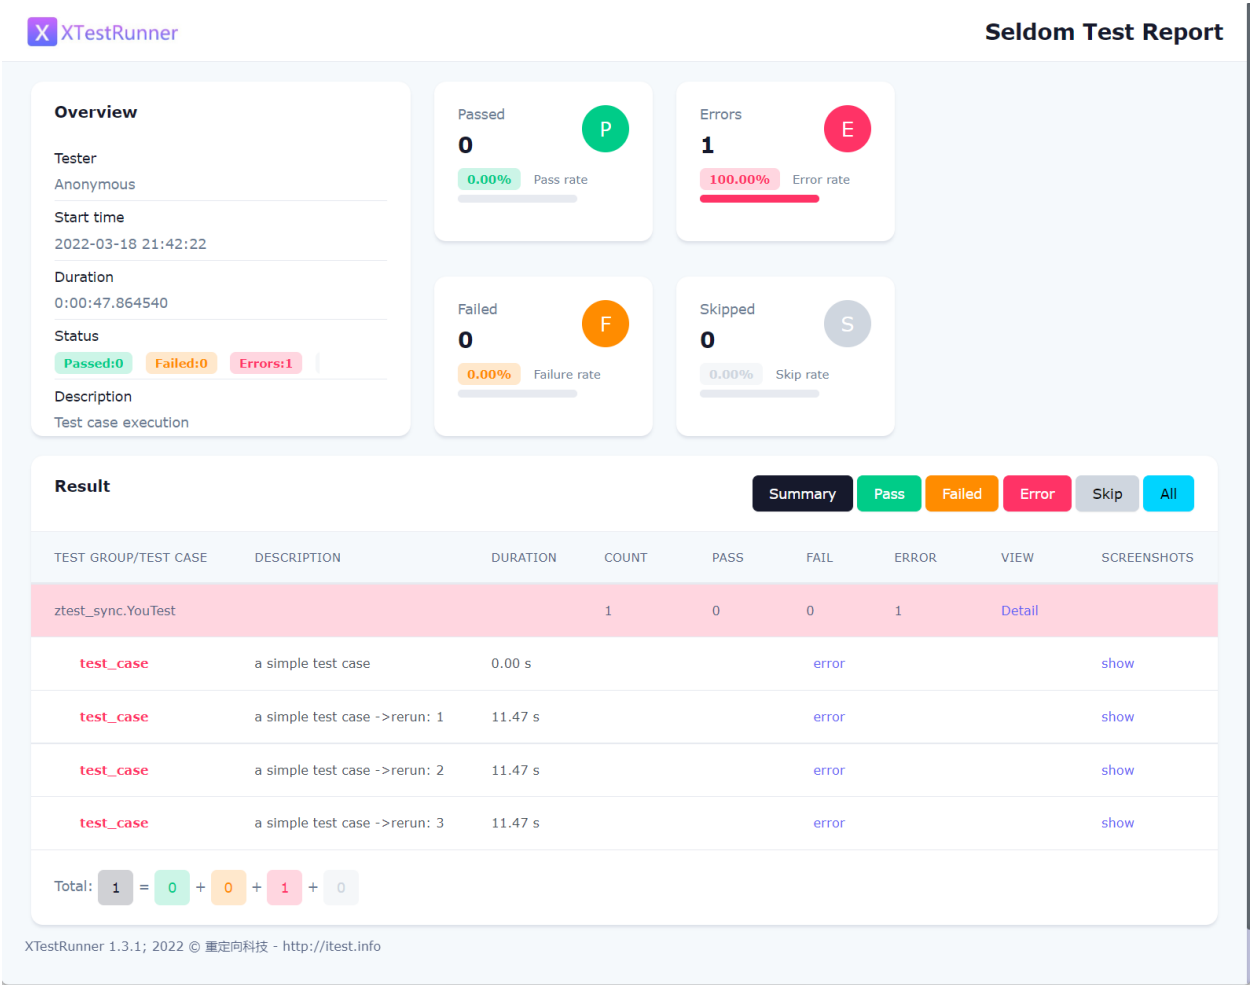 X XTestRunner
Seldom Test Report
Overview
Tester
Anonymous
Start time
2022-03-18 21:42:22
Duration
0:00:47.864540
Status
Passed:0 Failed:0 Errors:1
Description
Test case execution
Passed
0
P
0.00% Pass rate
Errors
1
E
100.00% Error rate
Failed
0
F
0.00% Failure rate
Skipped
0
S
0.00% Skip rate
Result
Summary Pass Failed Error Skip All
TEST GROUP/TEST CASE DESCRIPTION DURATION COUNT PASS FAIL ERROR VIEW SCREENSHOTS
ztest_sync.YouTest 1 0 0 1 Detail
test_case a simple test case 0.00 s error show
test_case a simple test case ->rerun: 1 11.47 s error show
test_case a simple test case ->rerun: 2 11.47 s error show
test_case a simple test case ->rerun: 3 11.47 s error show
Total: 1 = 0 + 0 + 1 + 0
XTestRunner 1.3.1; 2022 © 重定向科技 - http://itest.info